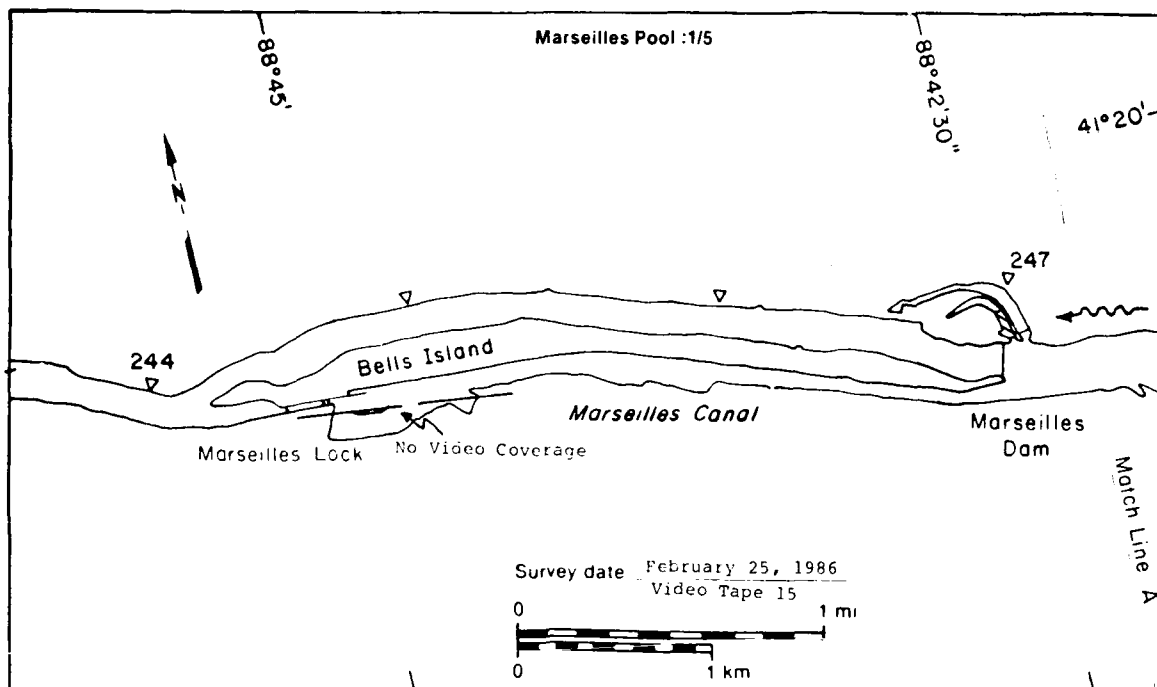 Marseilles Pool :1/5
88°45'
88°42'30"
41°20'
N
247
244
Bells Island
Marseilles Canal
Marseilles Lock
No Video Coverage
Marseilles
Dam
Match Line A
Survey date February 25, 1986
Video Tape 15
0 1 mi
0 1 km